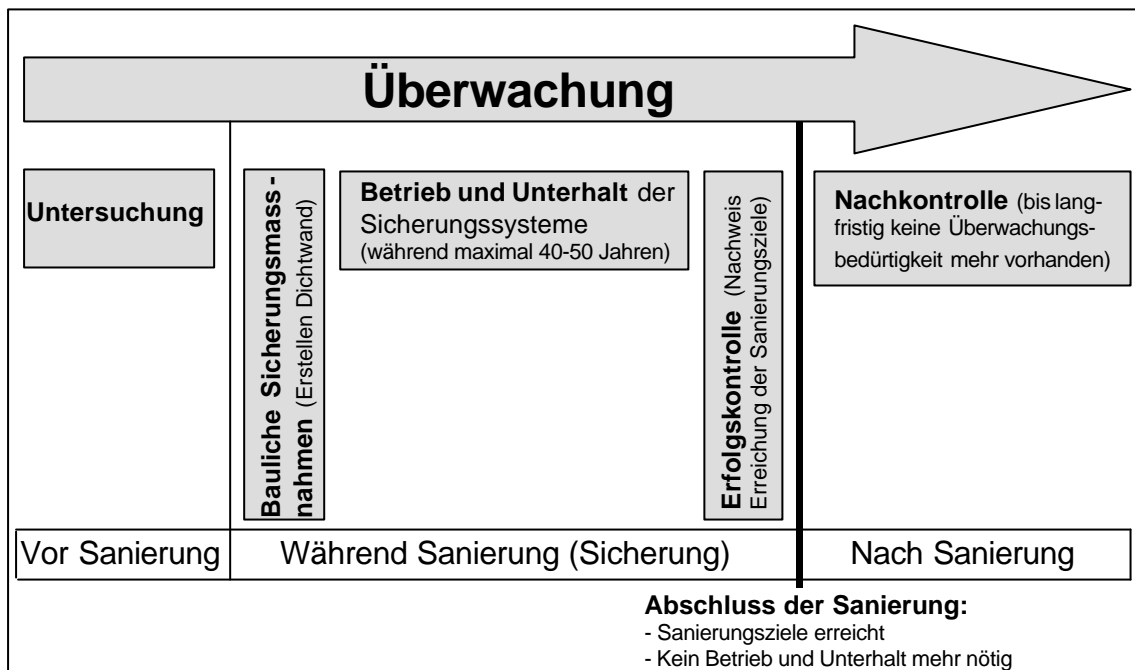 Überwachung
Untersuchung
Bauliche Sicherungsmass-
nahmen (Erstellen Dichtwand)
Betrieb und Unterhalt der
Sicherungssysteme
(während maximal 40-50 Jahren)
Erfolgskontrolle (Nachweis
Erreichung der Sanierungsziele)
Nachkontrolle (bis lang-
fristig keine Überwachungs-
bedürtigkeit mehr vorhanden)
Vor Sanierung
Während Sanierung (Sicherung)
Nach Sanierung
Abschluss der Sanierung:
- Sanierungsziele erreicht
- Kein Betrieb und Unterhalt mehr nötig